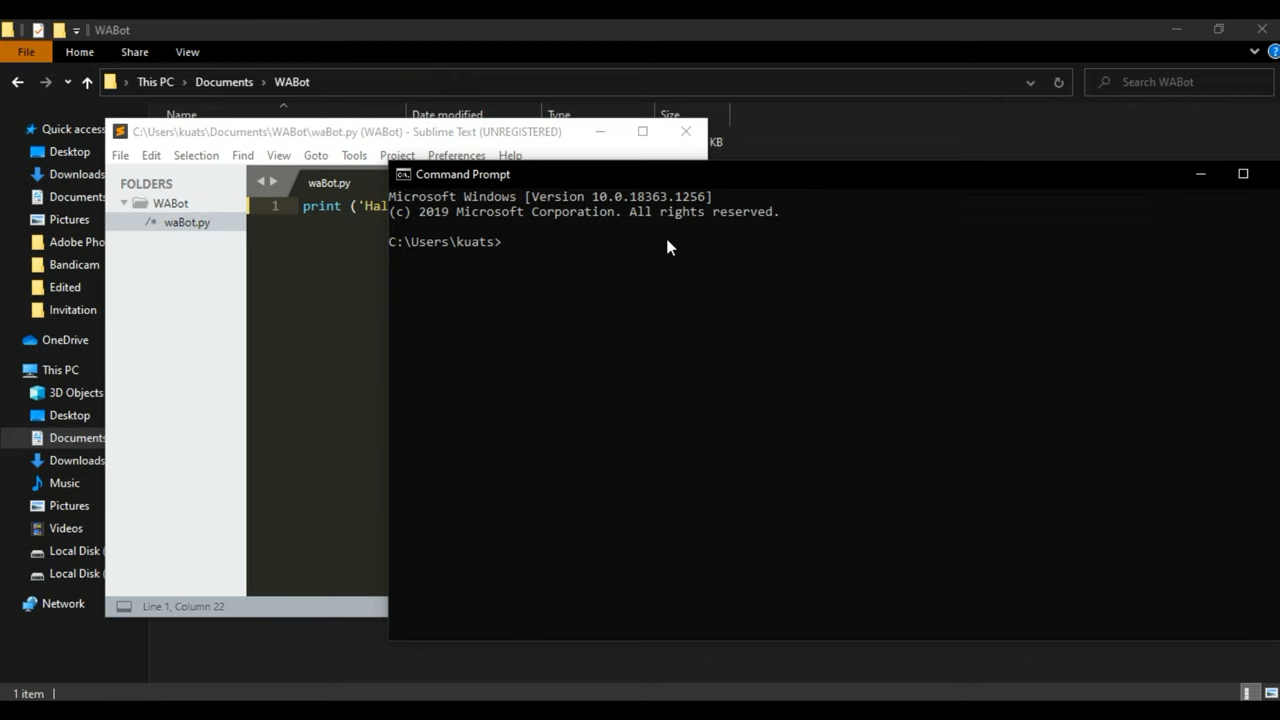 WABot
File Home Share View
This PC Documents WABot
Search WABot
Name Date modified Type Size
KB
Quick access
Desktop
Downloads
Documents
Pictures
Adobe Pho
Bandicam
Edited
Invitation
OneDrive
This PC
3D Objects
Desktop
Documents
Downloads
Music
Pictures
Videos
Local Disk (
Local Disk (
Network
1 item
C:\Users\kuats\Documents\WABot\waBot.py (WABot) - Sublime Text (UNREGISTERED)
File Edit Selection Find View Goto Tools Project Preferences Help
FOLDERS
WABot
/* waBot.py
waBot.py
1 print ('Hal
Line 1, Column 22
Command Prompt
Microsoft Windows [Version 10.0.18363.1256]
(c) 2019 Microsoft Corporation. All rights reserved.
C:\Users\kuats>